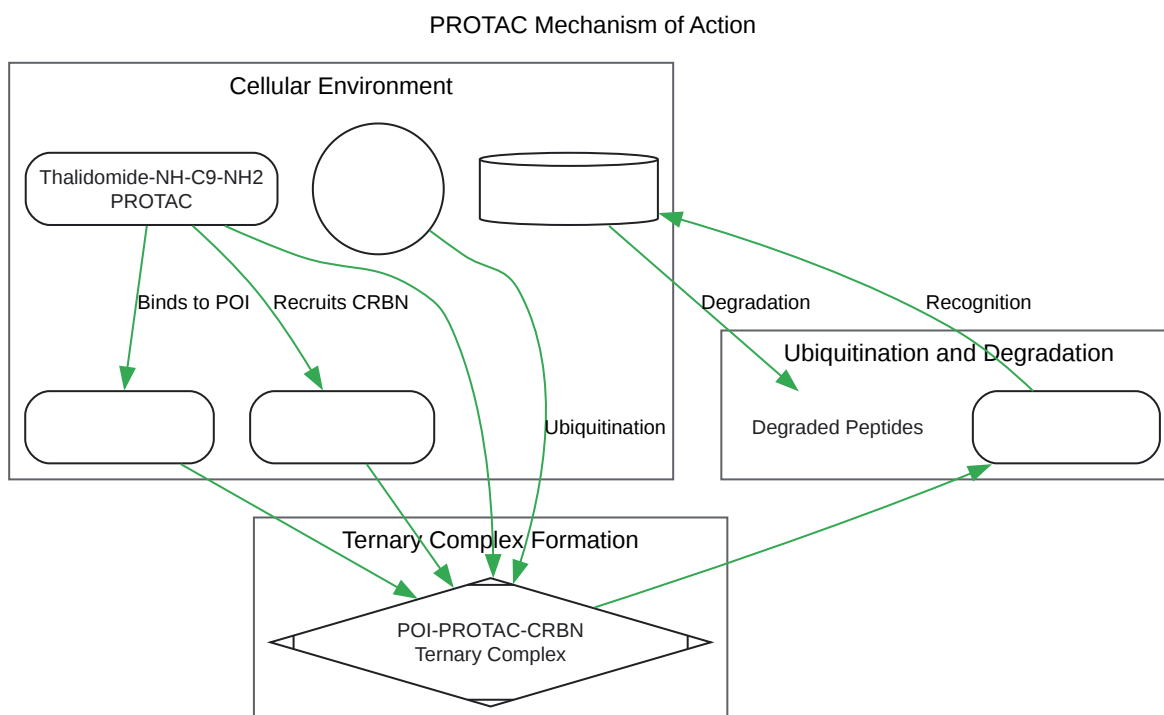 PROTAC Mechanism of Action
Cellular Environment
Thalidomide-NH-C9-NH2
PROTAC
Binds to POI
Recruits CRBN
Degradation
Recognition
Ubiquitination and Degradation
Ubiquitination
Degraded Peptides
Ternary Complex Formation
POI-PROTAC-CRBN
Ternary Complex